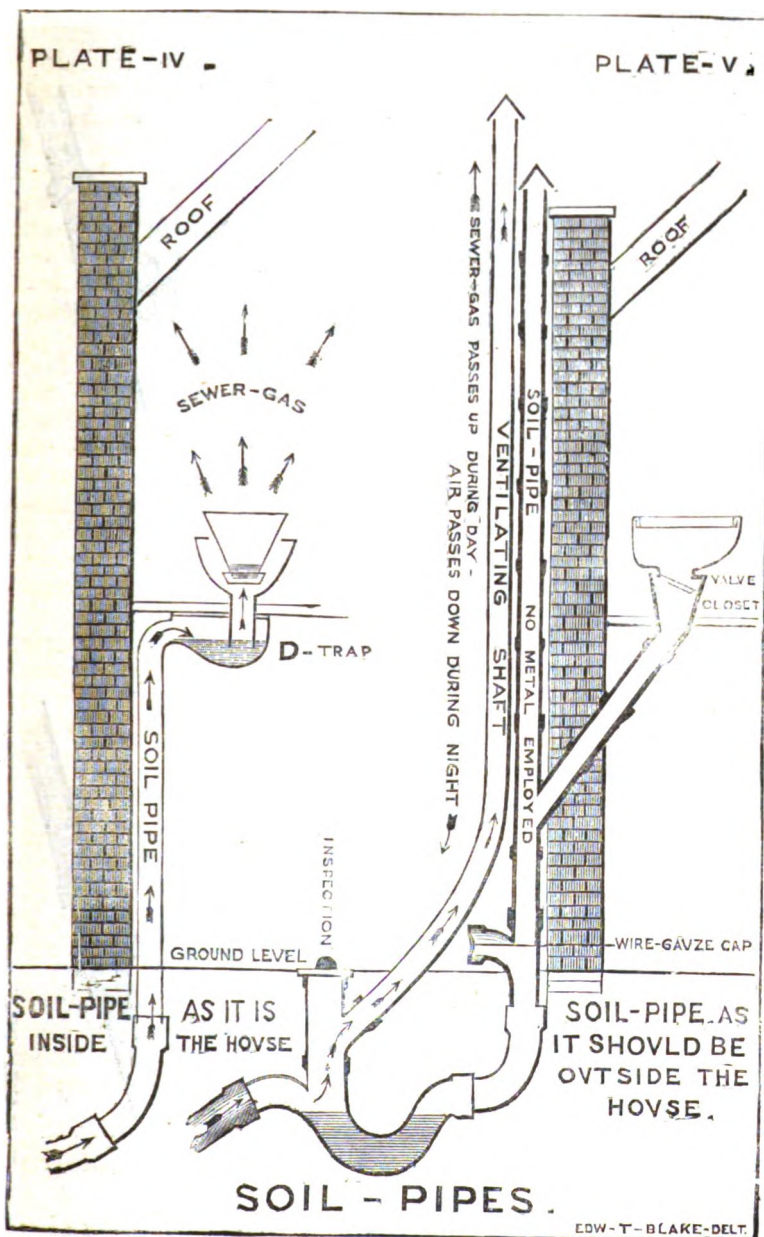 PLATE-IV.
PLATE-V.
ROOF
ROOF
SEWER-GAS
D-TRAP
SOIL PIPE
SEWER-GAS PASSES UP DURING DAY-
AIR PASSES DOWN DURING NIGHT
VENTILATING SHAFT
SOIL-PIPE
NO METAL EMPLOYED
VALVE
CLOSET
INSPECTION
GROUND LEVEL
WIRE-GAVZE CAP
SOIL-PIPE AS IT IS
INSIDE THE HOVSE
SOIL-PIPE. AS
IT SHOVLD BE
OVTSIDE THE
HOVSE.
SOIL-PIPES.
EDW-T-BLAKE-DELT.